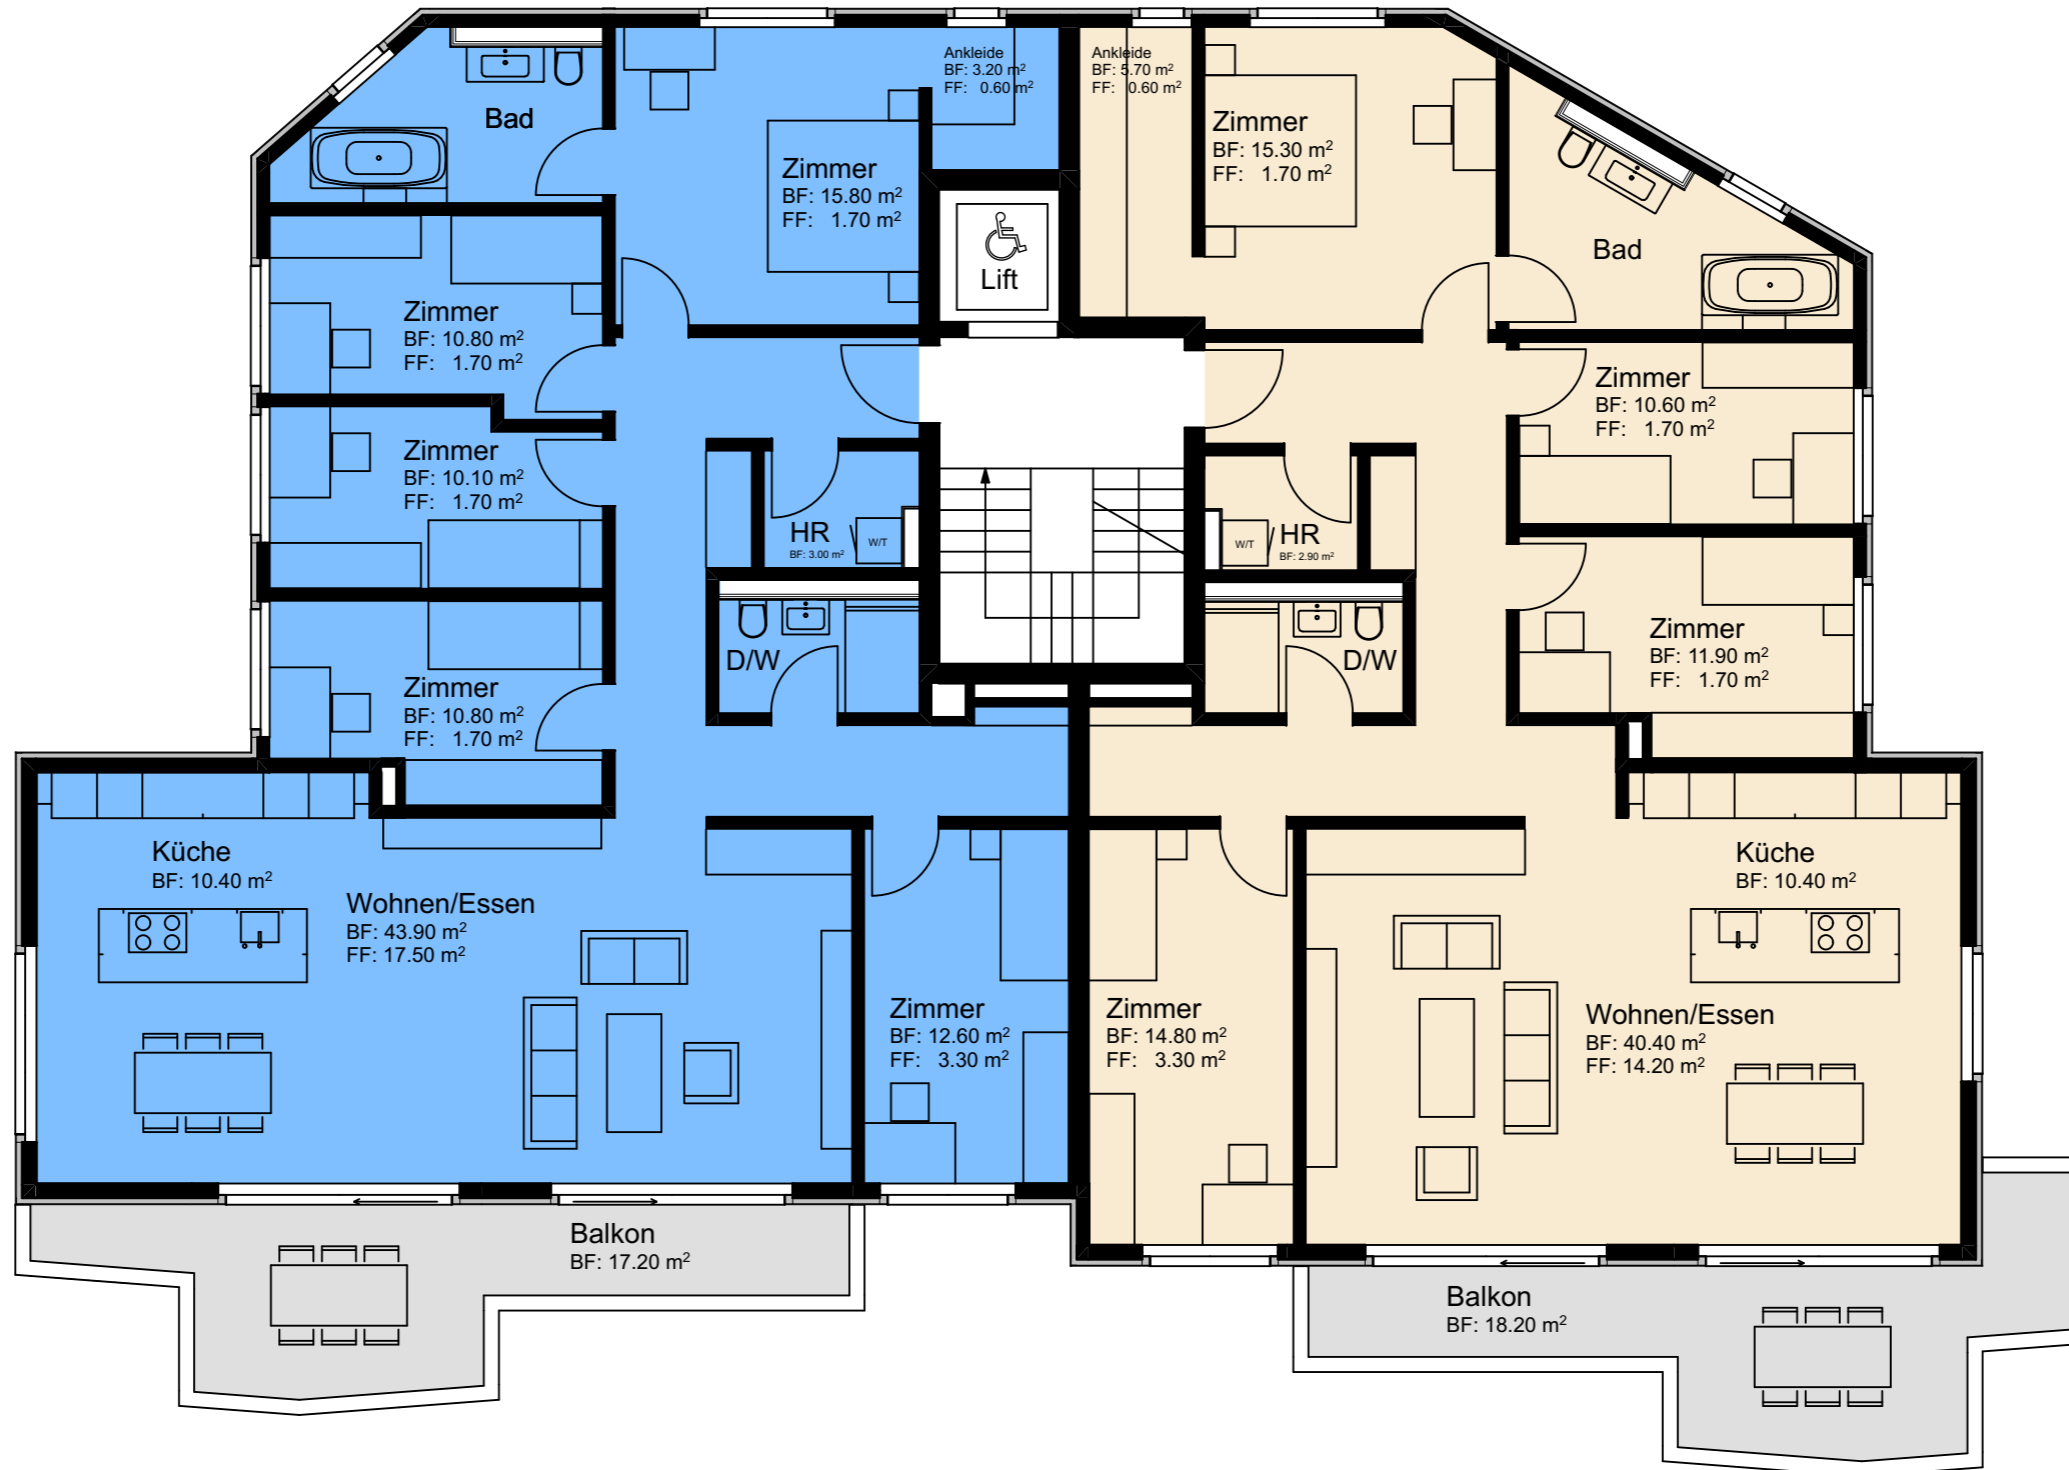 Ankleide
BF: 3.20 m²
FF: 0.60 m²
Ankleide
BF: 5.70 m²
FF: 0.60 m²
Bad
Zimmer
BF: 15.80 m²
FF: 1.70 m²
Zimmer
BF: 15.30 m²
FF: 1.70 m²
Lift
Bad
Zimmer
BF: 10.80 m²
FF: 1.70 m²
Zimmer
BF: 10.60 m²
FF: 1.70 m²
Zimmer
BF: 10.10 m²
FF: 1.70 m²
HR
BF: 3.00 m²
W/T
W/T
HR
BF: 2.90 m²
D/W
D/W
Zimmer
BF: 11.90 m²
FF: 1.70 m²
Zimmer
BF: 10.80 m²
FF: 1.70 m²
Küche
BF: 10.40 m²
Wohnen/Essen
BF: 43.90 m²
FF: 17.50 m²
Küche
BF: 10.40 m²
Zimmer
BF: 12.60 m²
FF: 3.30 m²
Zimmer
BF: 14.80 m²
FF: 3.30 m²
Wohnen/Essen
BF: 40.40 m²
FF: 14.20 m²
Balkon
BF: 17.20 m²
Balkon
BF: 18.20 m²